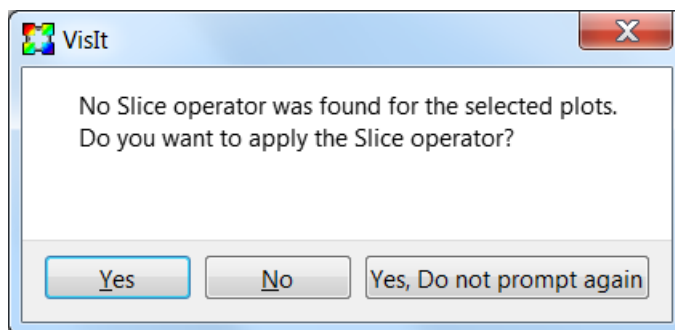 VisIt
No Slice operator was found for the selected plots.
Do you want to apply the Slice operator?
Yes
No
Yes, Do not prompt again